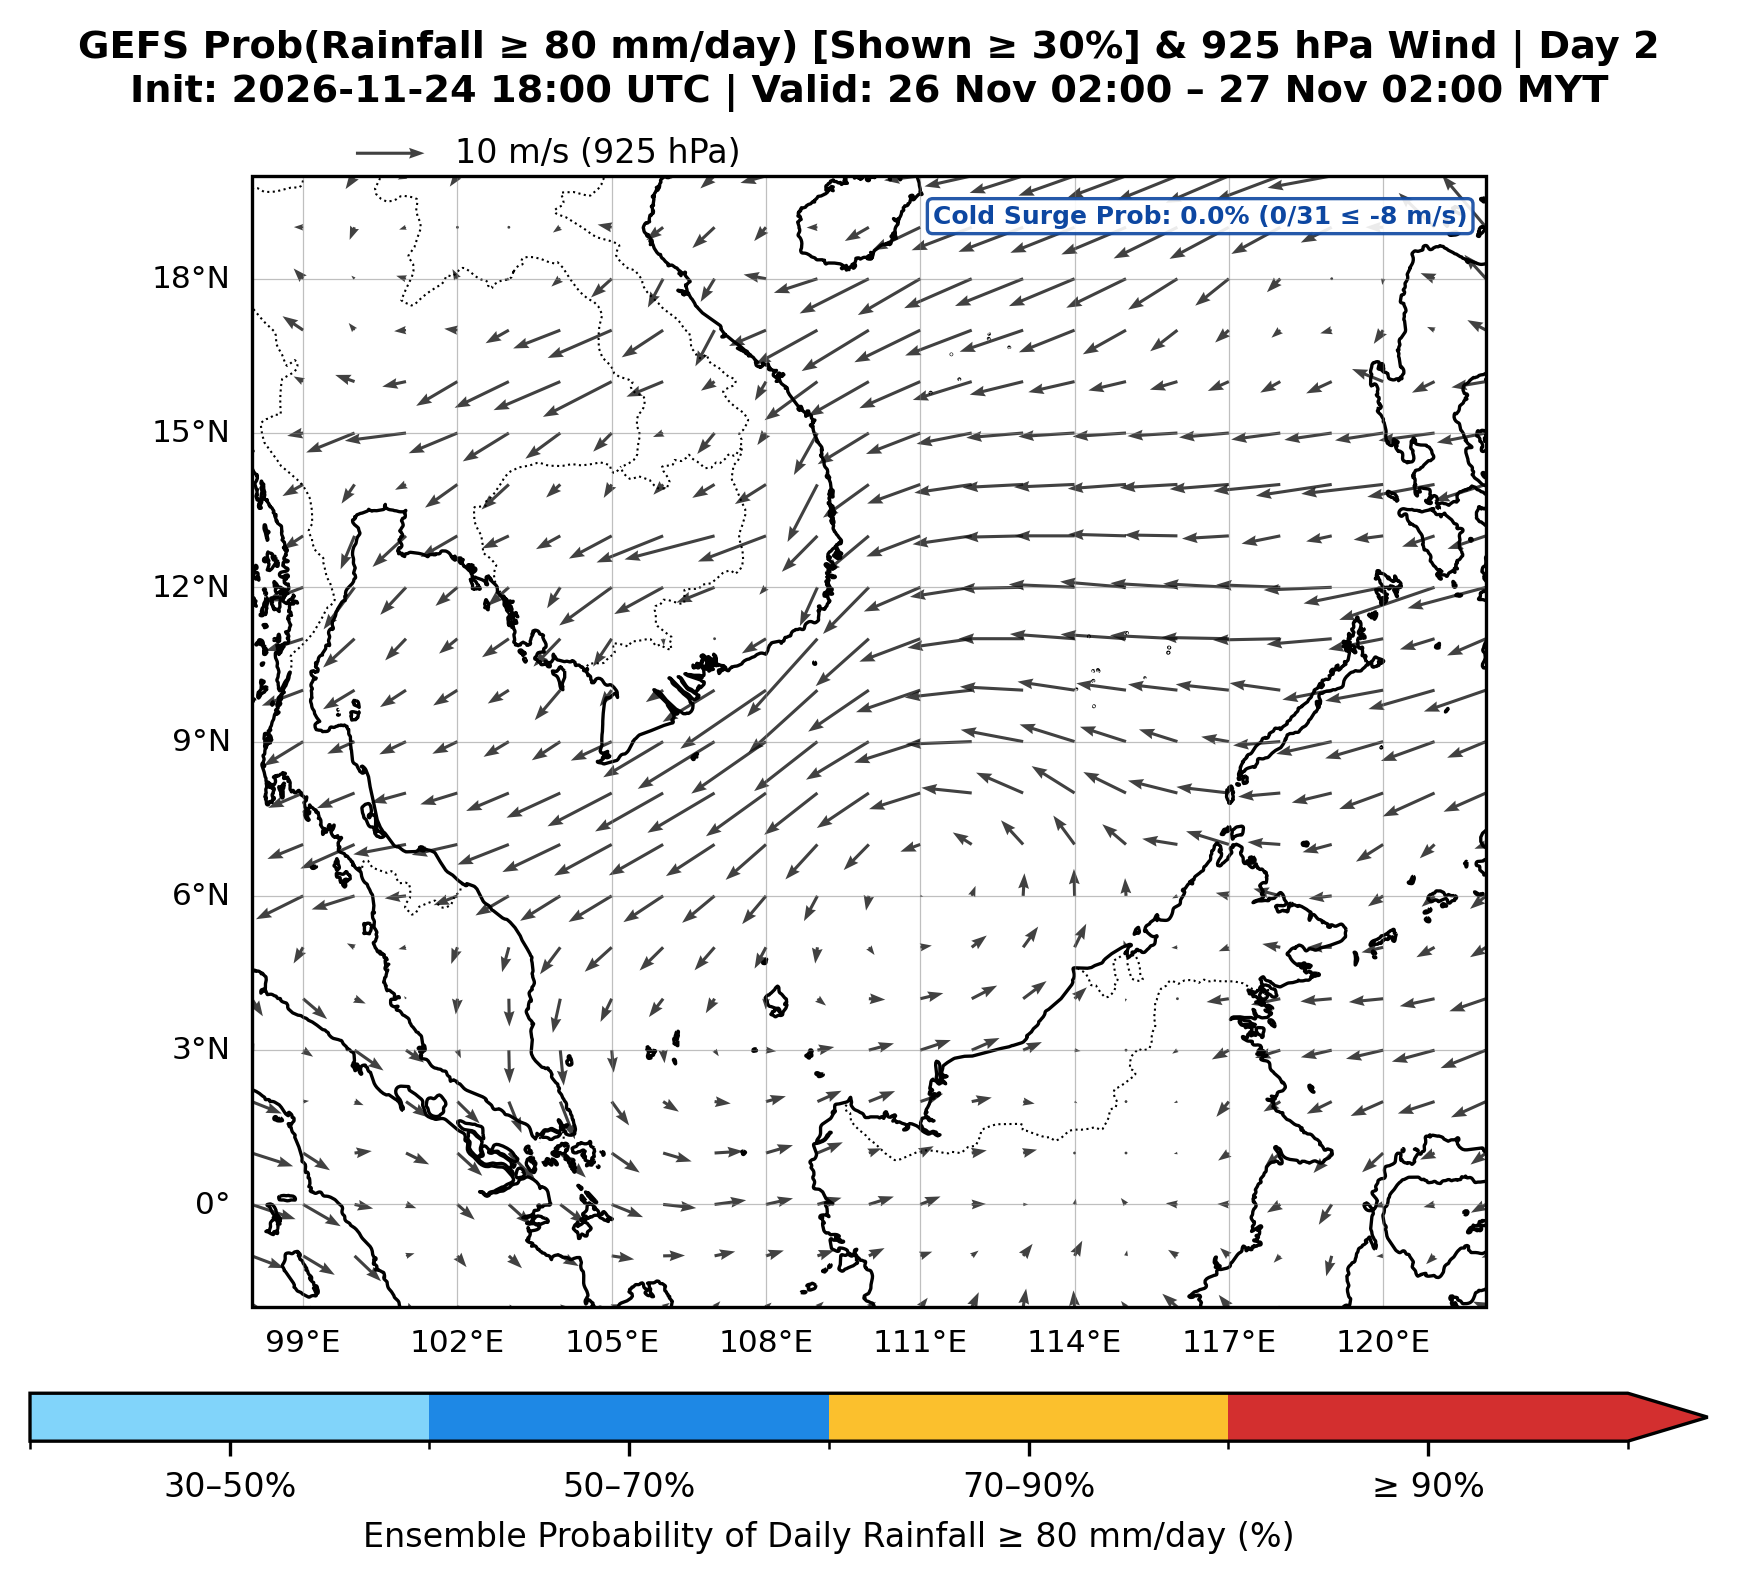 GEFS Prob(Rainfall ≥ 80 mm/day) [Shown ≥ 30%] & 925 hPa Wind | Day 2
Init: 2026-11-24 18:00 UTC | Valid: 26 Nov 02:00 – 27 Nov 02:00 MYT
10 m/s (925 hPa)
Cold Surge Prob: 0.0% (0/31 ≤ -8 m/s)
18°N
15°N
12°N
9°N
6°N
3°N
0°
99°E 102°E 105°E 108°E 111°E 114°E 117°E 120°E
30–50% 50–70% 70–90% ≥ 90%
Ensemble Probability of Daily Rainfall ≥ 80 mm/day (%)